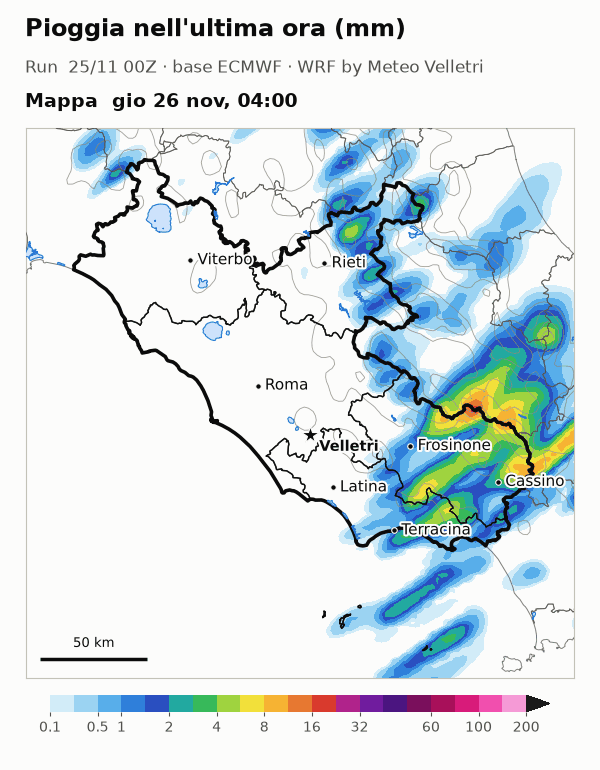 Pioggia nell'ultima ora (mm)
Run  25/11 00Z · base ECMWF · WRF by Meteo Velletri
Mappa  gio 26 nov, 04:00
Viterbo
Rieti
Roma
Velletri
Frosinone
Cassino
Latina
Terracina
50 km
0.1 0.5 1 2 4 8 16 32 60 100 200